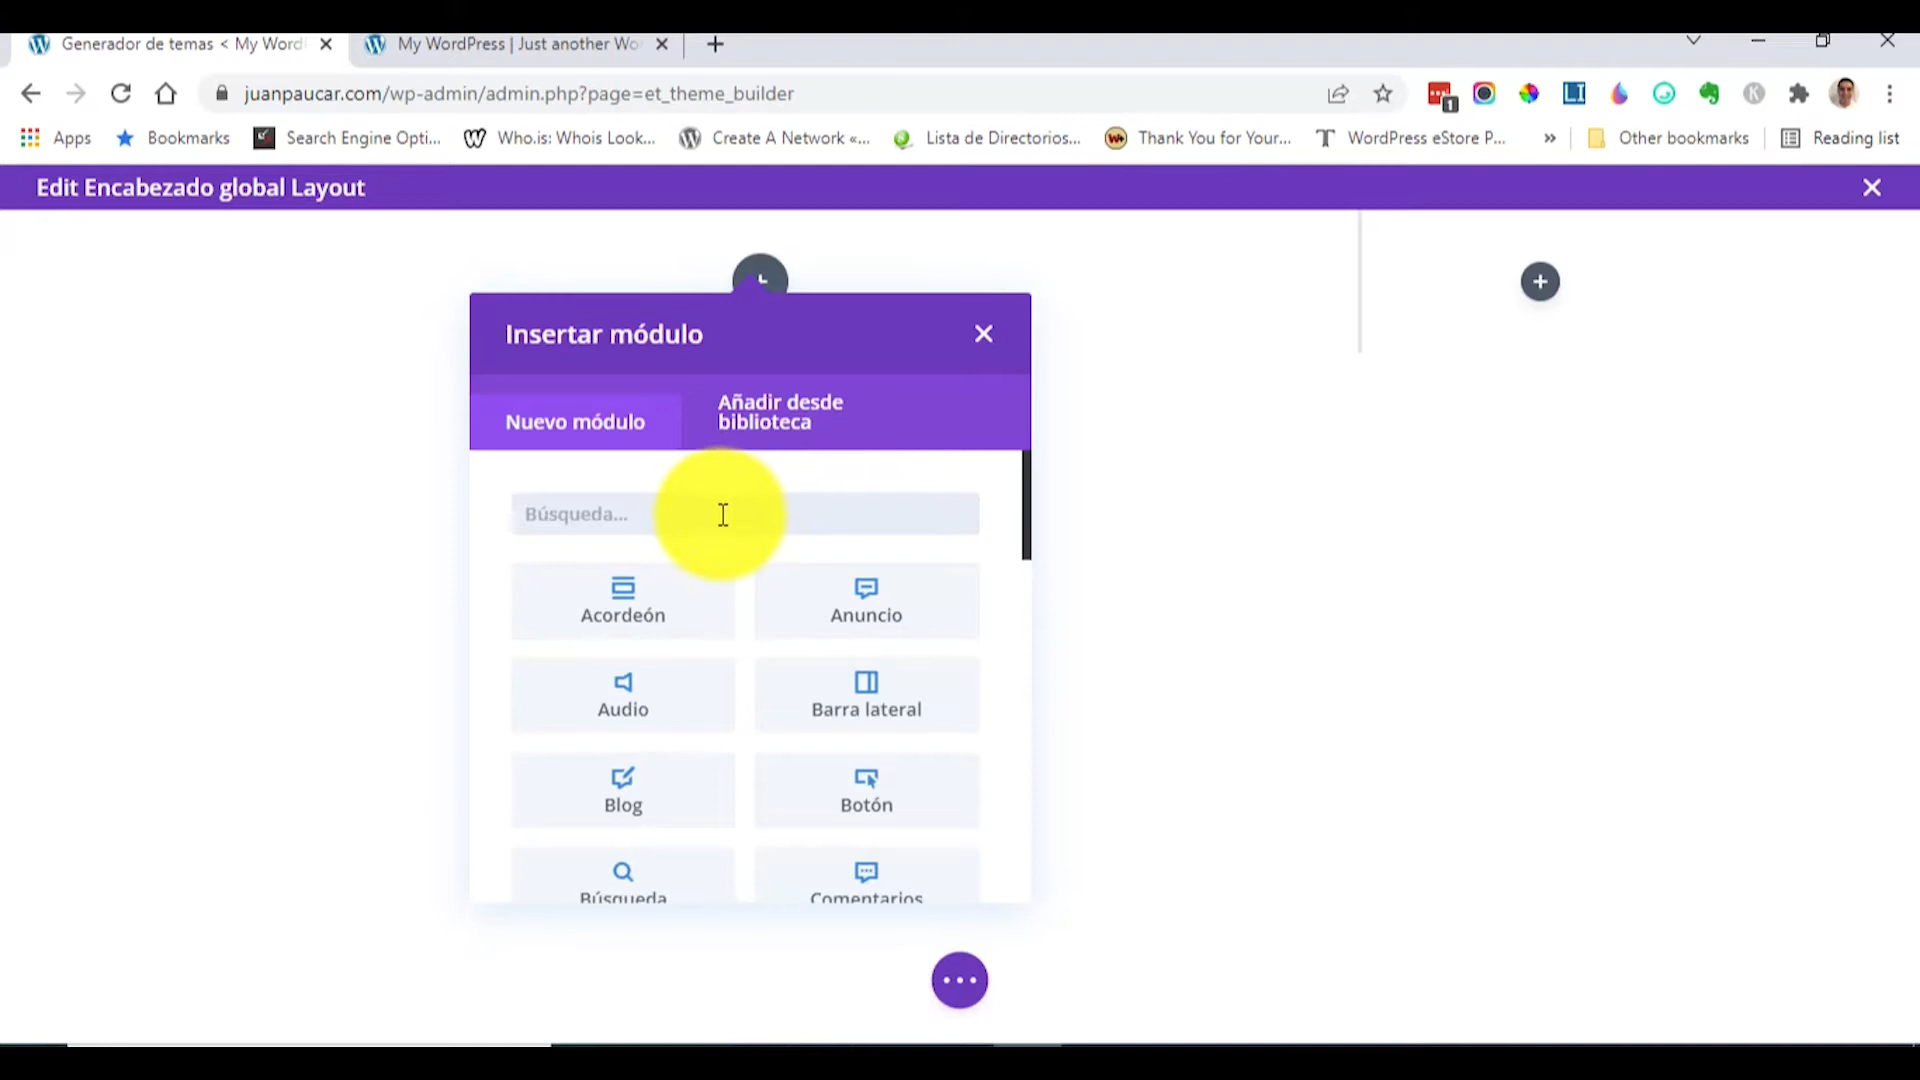 Generador de temas < My Word
My WordPress | Just another Wo
juanpaucar.com/wp-admin/admin.php?page=et_theme_builder
1
LI
K
Apps
Bookmarks
Search Engine Opti...
Who.is: Whois Look...
Create A Network «...
Lista de Directorios...
Thank You for Your...
WordPress eStore P...
»
Other bookmarks
Reading list
Edit Encabezado global Layout
Insertar módulo
Nuevo módulo
Añadir desde
biblioteca
Búsqueda...
Acordeón
Anuncio
Audio
Barra lateral
Blog
Botón
Búsqueda
Comentarios